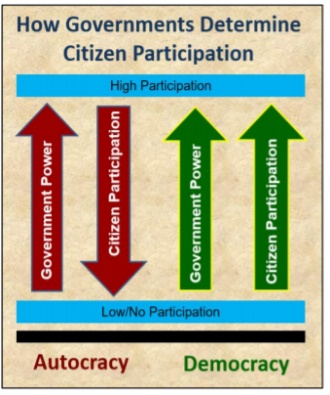 How Governments Determine
Citizen Participation
High Participation
Government Power
Citizen Participation
Government Power
Citizen Participation
Low/No Participation
Autocracy
Democracy